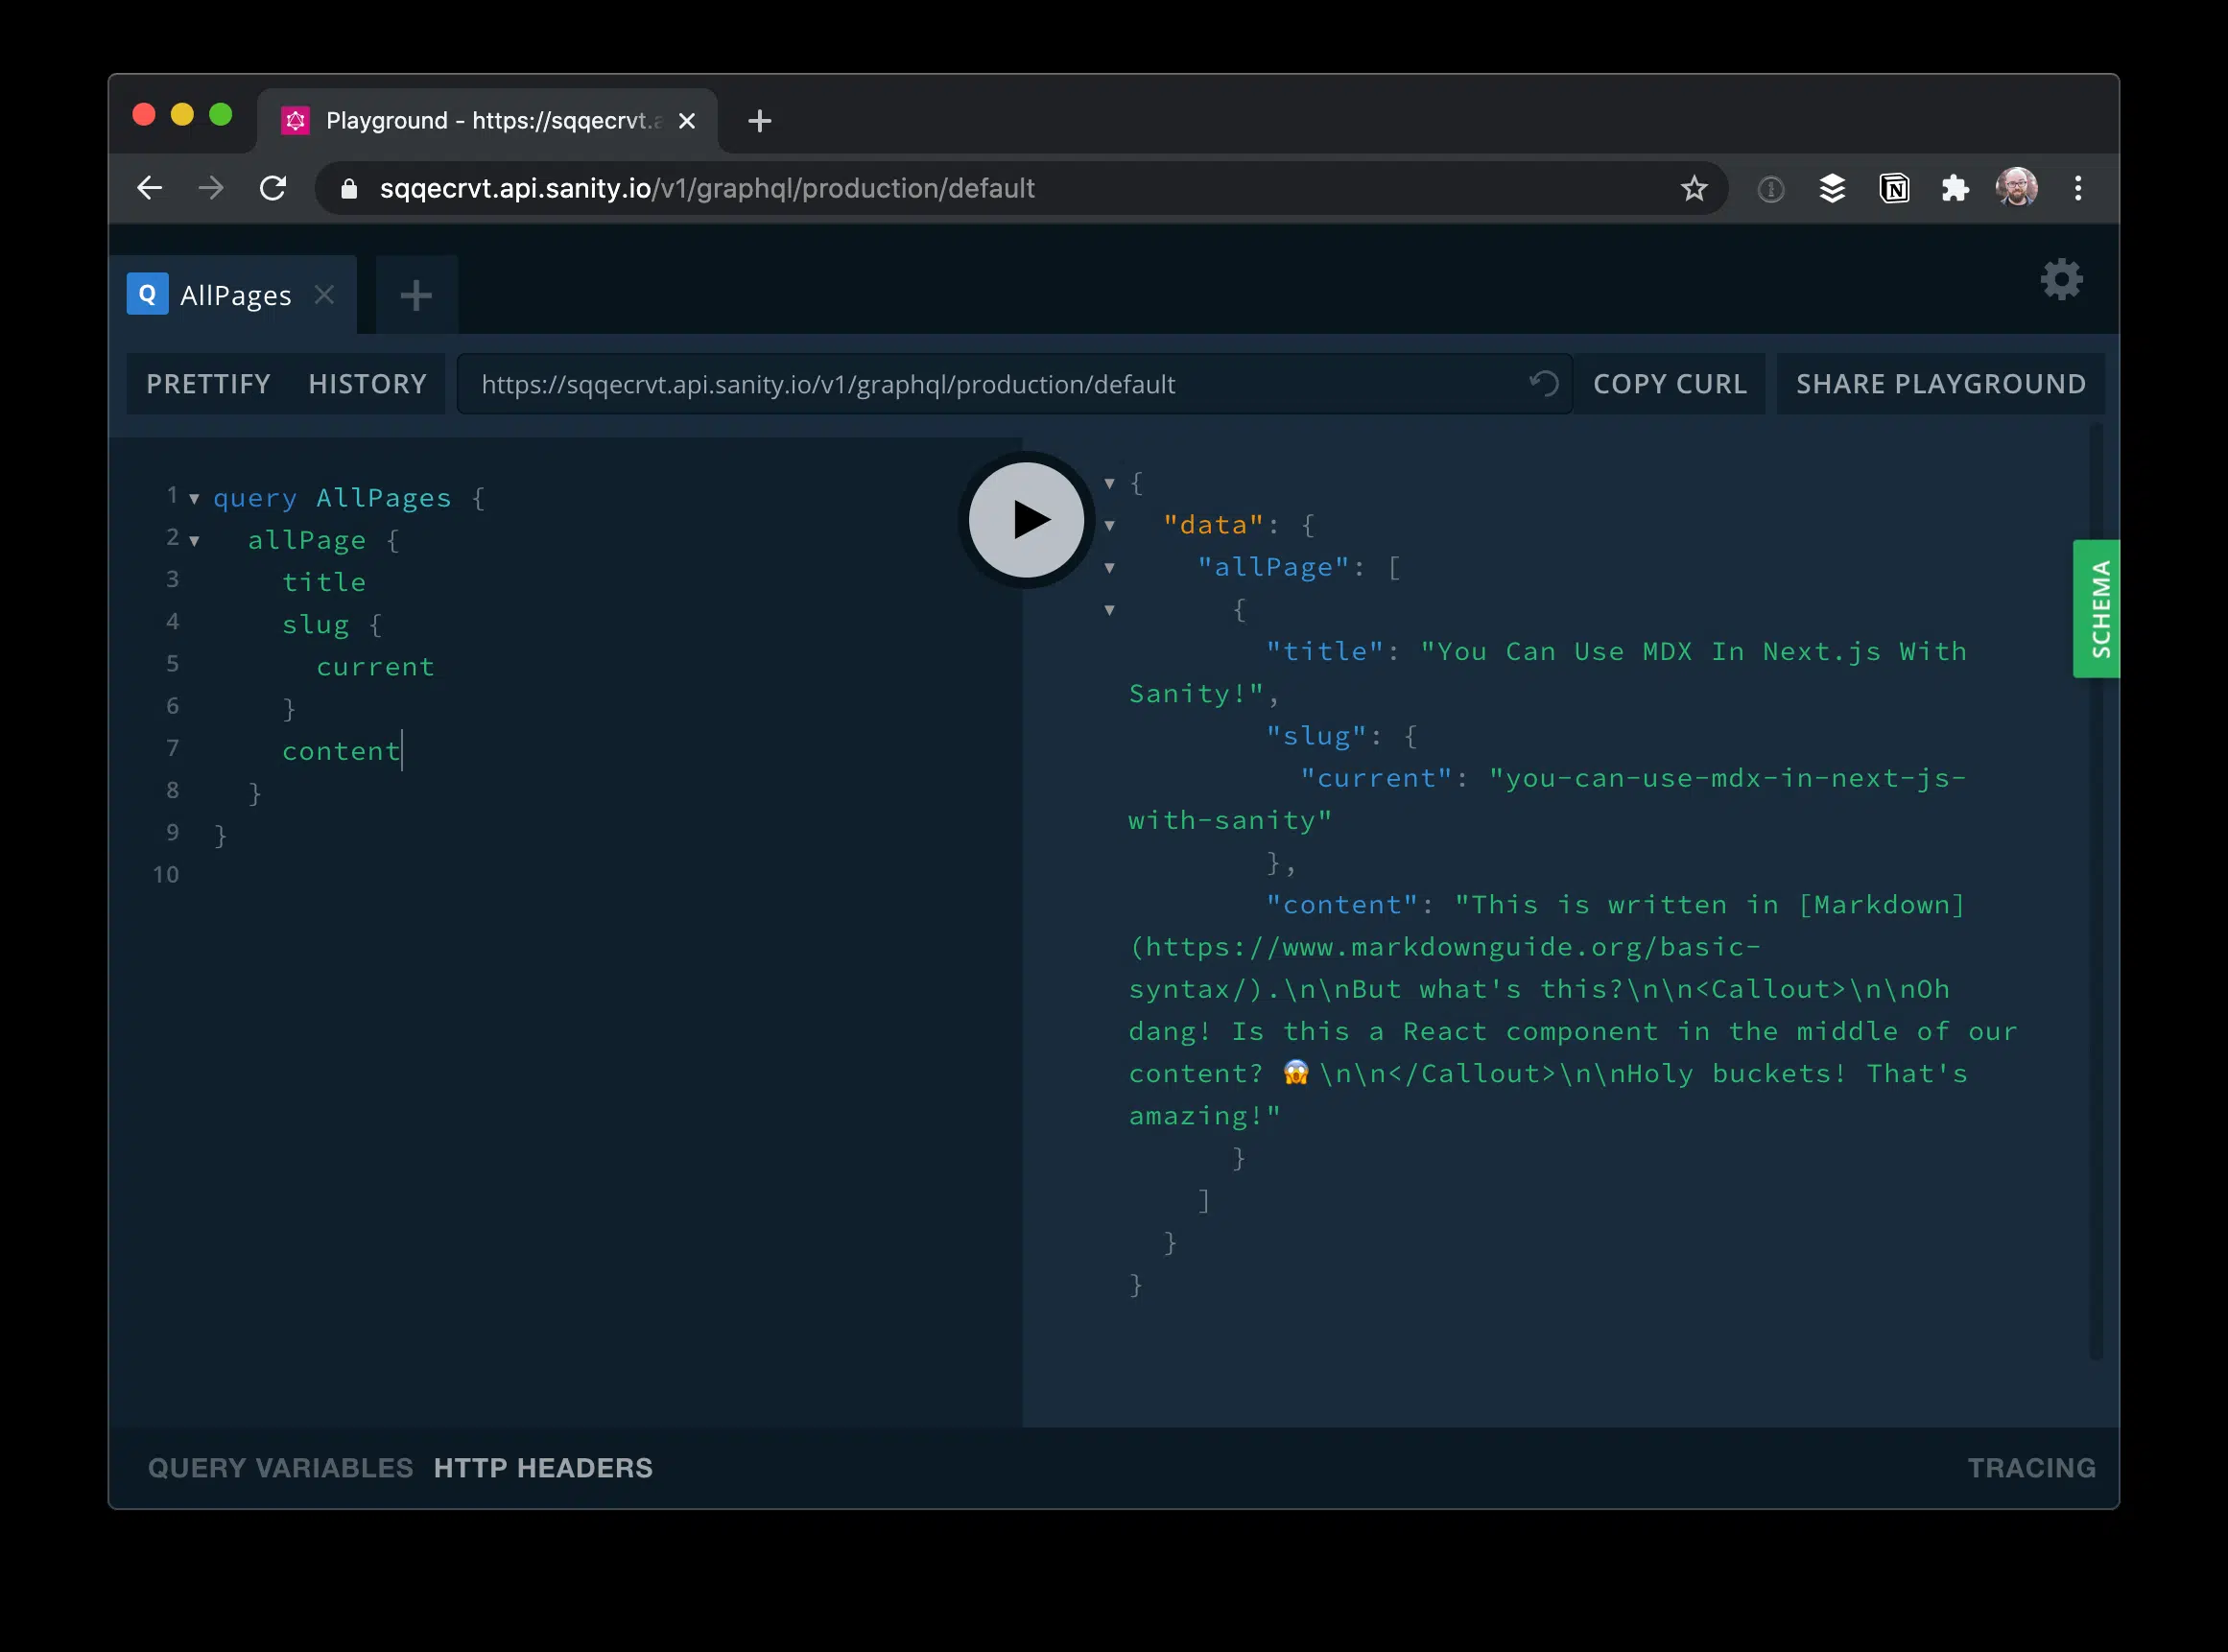 Playground - https://sqqecrvt.a
sqqecrvt.api.sanity.io/v1/graphql/production/default
Q AllPages
PRETTIFY HISTORY https://sqqecrvt.api.sanity.io/v1/graphql/production/default COPY CURL SHARE PLAYGROUND
1 query AllPages {
2 allPage {
3 title
4 slug {
5 current
6 }
7 content
8 }
9 }
10
{
"data": {
"allPage": [
{
"title": "You Can Use MDX In Next.js With
Sanity!",
"slug": {
"current": "you-can-use-mdx-in-next-js-
with-sanity"
},
"content": "This is written in [Markdown]
(https://www.markdownguide.org/basic-
syntax/).\n\nBut what's this?\n\n<Callout>\n\nOh
dang! Is this a React component in the middle of our
content? 😱 \n\n</Callout>\n\nHoly buckets! That's
amazing!"
}
]
}
}
SCHEMA
QUERY VARIABLES HTTP HEADERS TRACING